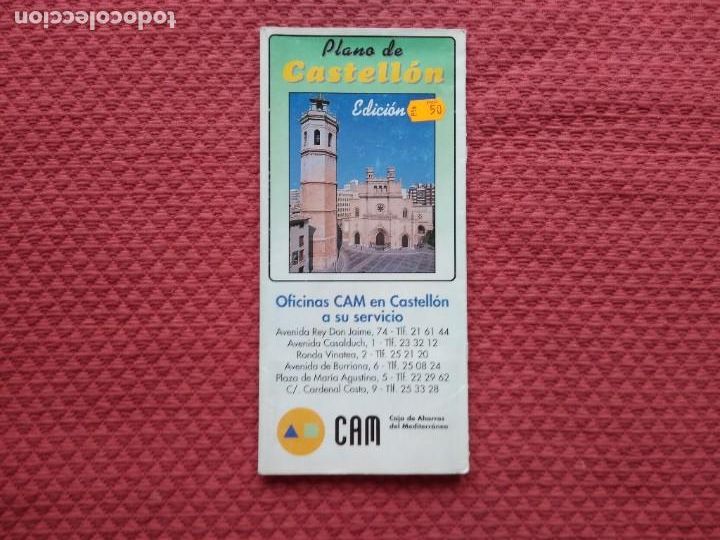 todocoleccion
Plano de
Castellón
Edición
50
Oficinas CAM en Castellón
a su servicio
Avenida Rey Don Jaime, 74 - Tlf. 21 61 44
Avenida Casalduch, 1 - Tlf. 23 32 12
Ronda Vinatea, 2 - Tlf. 25 21 20
Avenida de Burriana, 6 - Tlf. 25 08 24
Plaza de María Agustina, 5 - Tlf. 22 29 62
C/. Cardenal Costa, 9 - Tlf. 25 33 28
CAM
Caja de Ahorros
del Mediterráneo